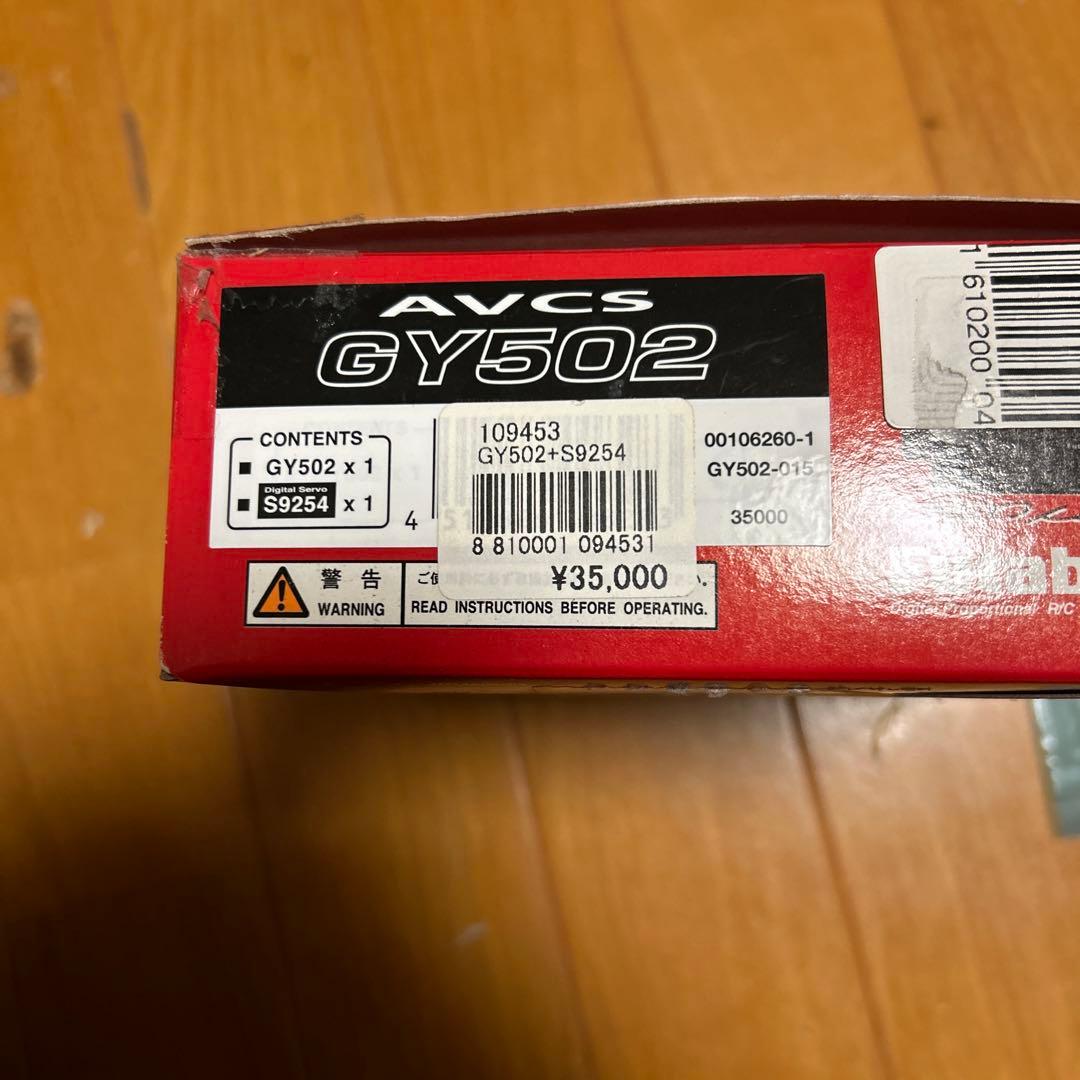 AVCS
GY502
CONTENTS
■ GY502 x 1
■ Digital Servo S9254 x 1
4
109453
GY502+S9254
8 810001 094531
¥35,000
00106260-1
GY502-015
35000
警告
WARNING
READ INSTRUCTIONS BEFORE OPERATING.
1 610200 04
Digital Proportional R/C